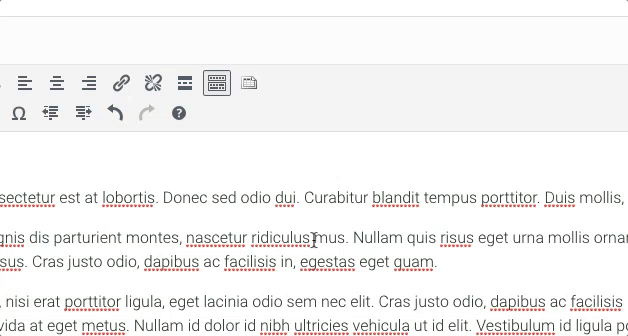 sectetur est at lobortis. Donec sed odio dui. Curabitur blandit tempus porttitor. Duis mollis,
gnis dis parturient montes, nascetur ridiculus mus. Nullam quis risus eget urna mollis ornar
sus. Cras justo odio, dapibus ac facilisis in, egestas eget quam.
, nisi erat porttitor ligula, eget lacinia odio sem nec elit. Cras justo odio, dapibus ac facilisis
vida at eget metus. Nullam id dolor id nibh ultricies vehicula ut id elit. Vestibulum id ligula po